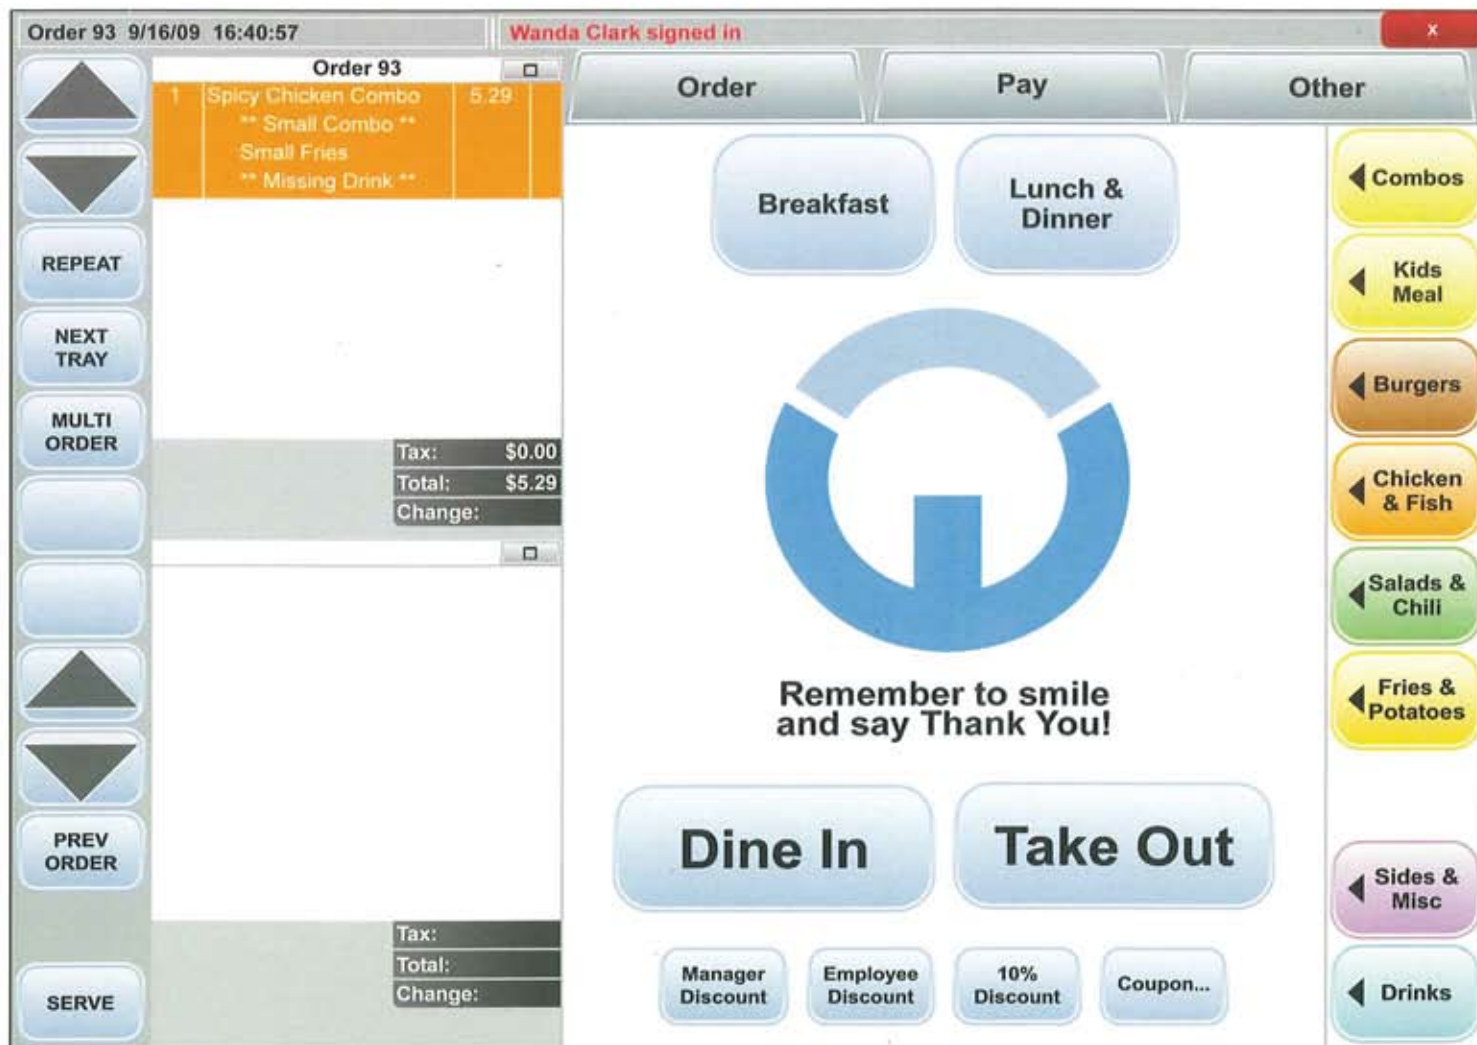 Order 93 9/16/09 16:40:57
Wanda Clark signed in
x
Order 93
1 Spicy Chicken Combo 5.29
** Small Combo **
Small Fries
** Missing Drink **
Tax: $0.00
Total: $5.29
Change:
Tax:
Total:
Change:
REPEAT
NEXT
TRAY
MULTI
ORDER
PREV
ORDER
SERVE
Order
Pay
Other
Breakfast
Lunch &
Dinner
Remember to smile
and say Thank You!
Dine In
Take Out
Manager
Discount
Employee
Discount
10%
Discount
Coupon...
Combos
Kids
Meal
Burgers
Chicken
& Fish
Salads &
Chili
Fries &
Potatoes
Sides &
Misc
Drinks